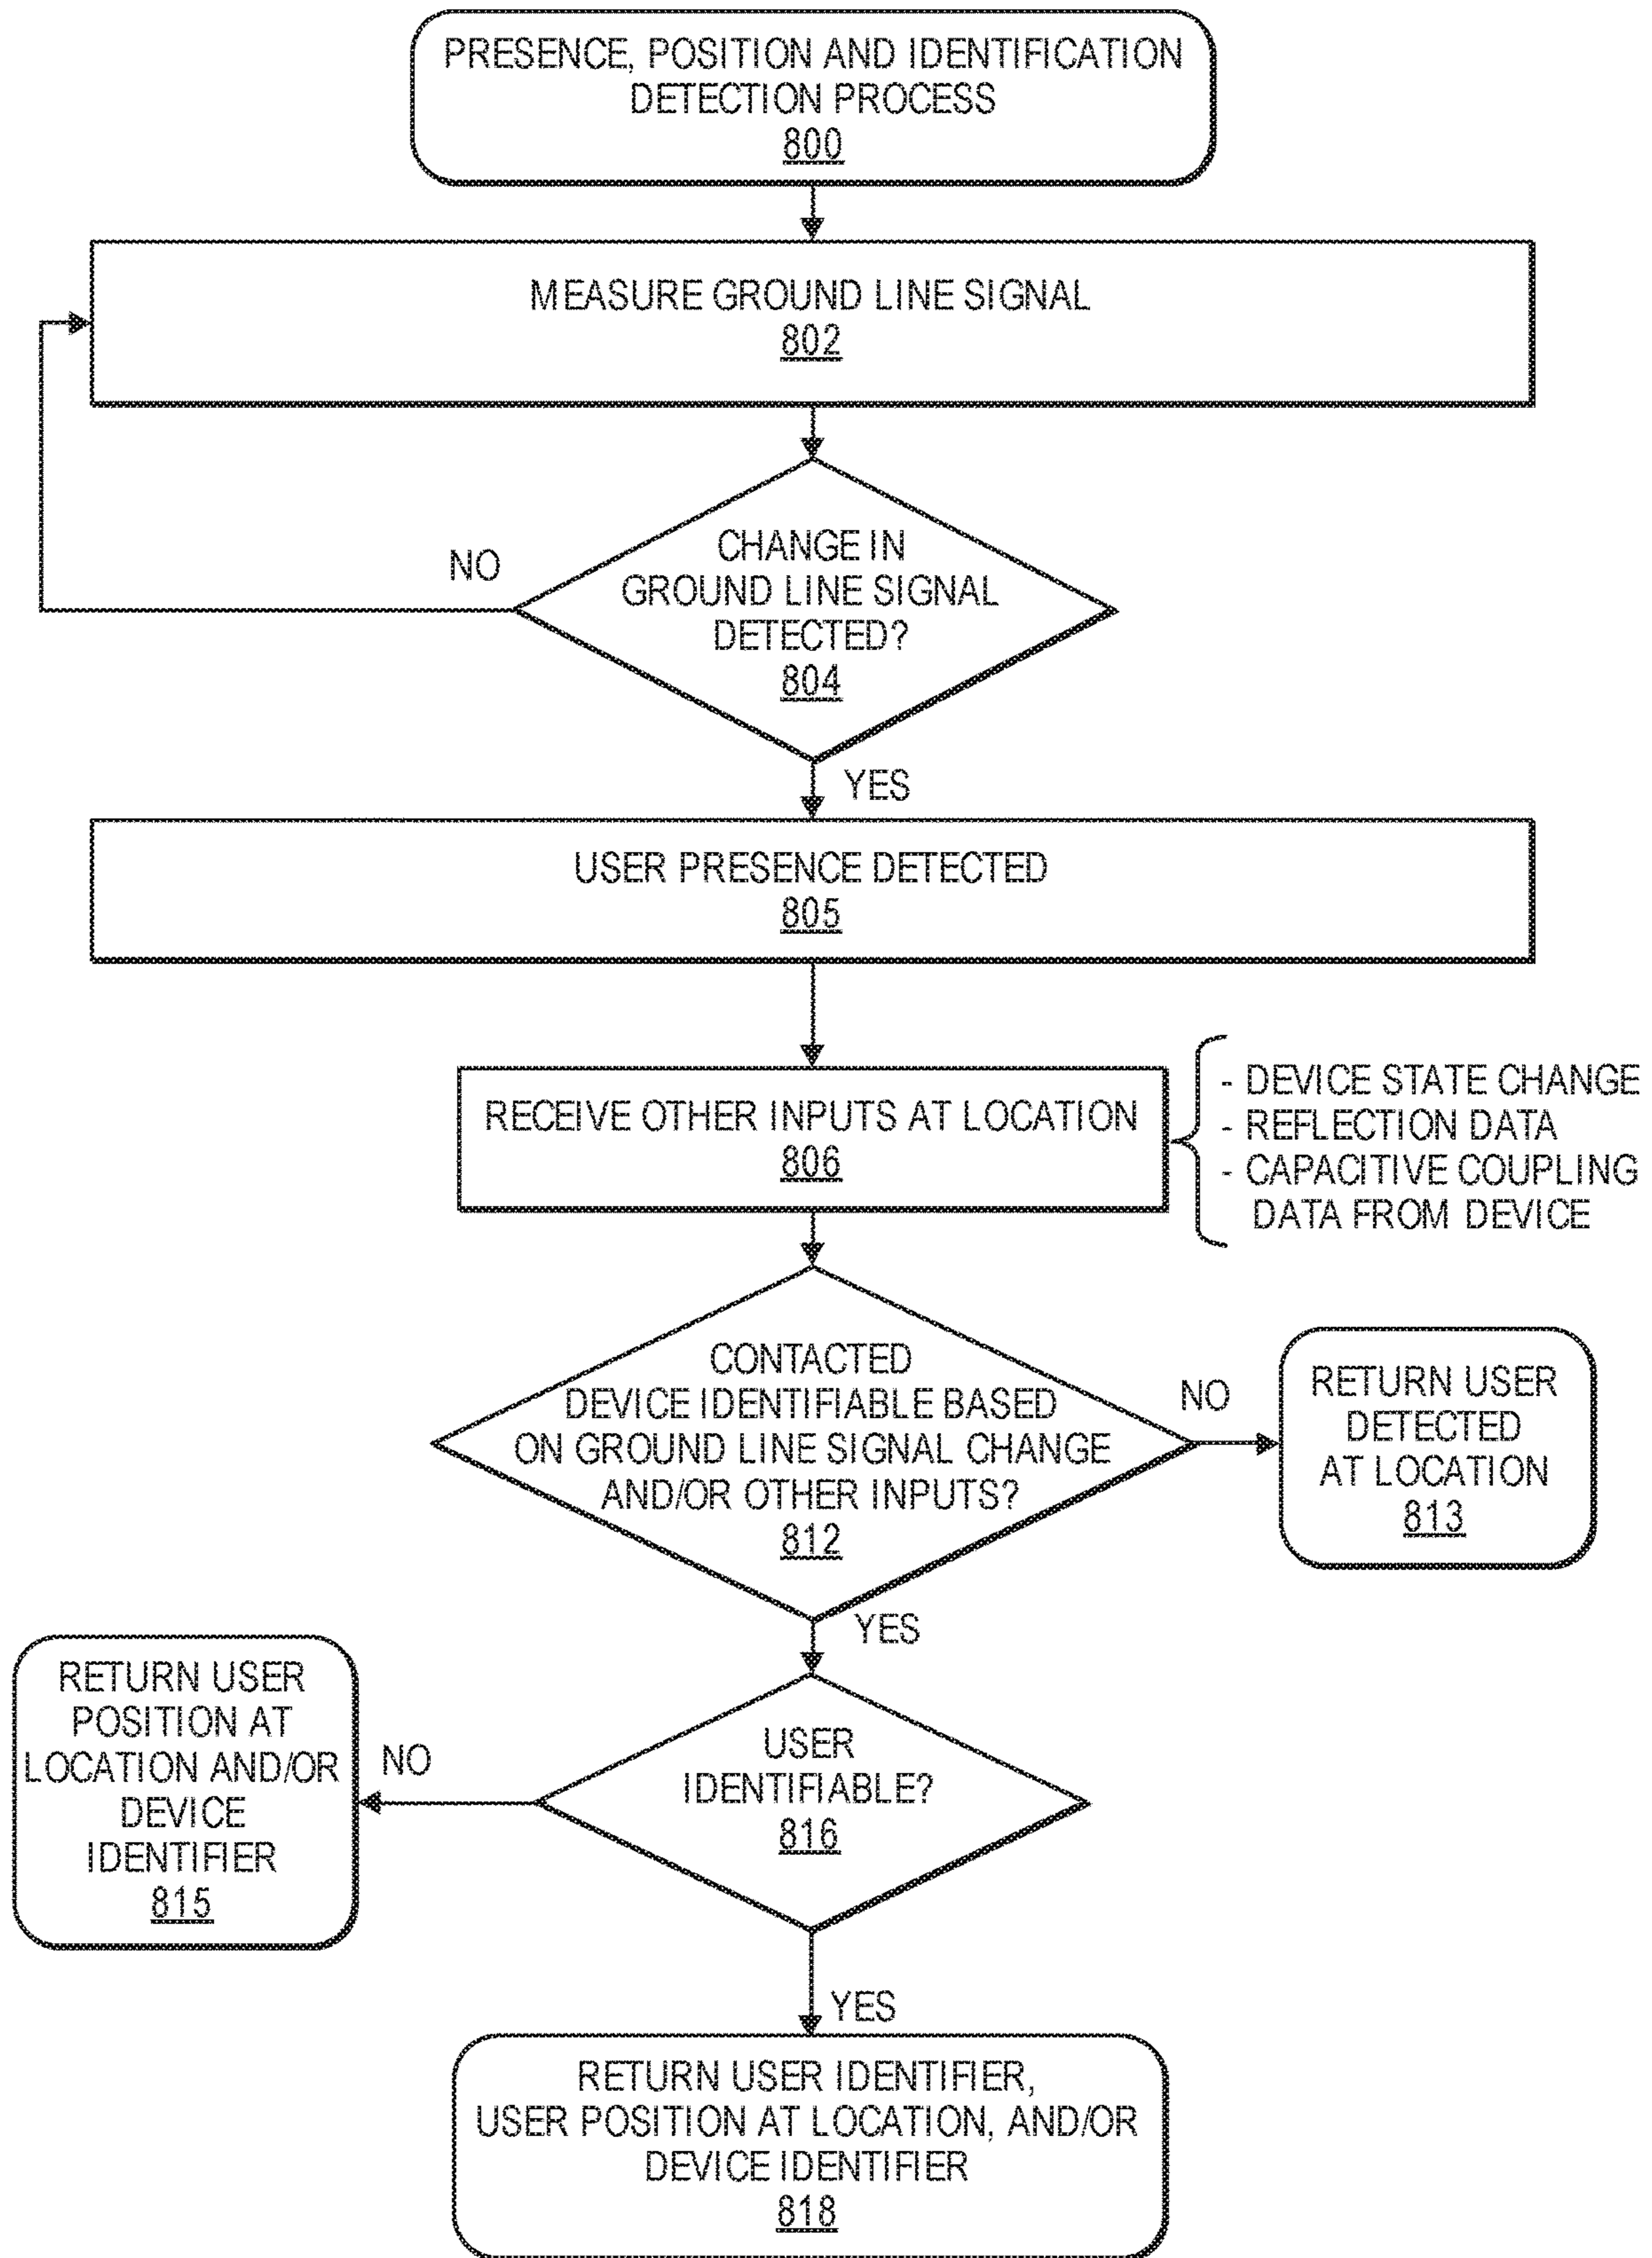 PRESENCE, POSITION AND IDENTIFICATION
DETECTION PROCESS
800
MEASURE GROUND LINE SIGNAL
802
NO
CHANGE IN
GROUND LINE SIGNAL
DETECTED?
804
YES
USER PRESENCE DETECTED
805
RECEIVE OTHER INPUTS AT LOCATION
806
- DEVICE STATE CHANGE
- REFLECTION DATA
- CAPACITIVE COUPLING
DATA FROM DEVICE
CONTACTED
DEVICE IDENTIFIABLE BASED
ON GROUND LINE SIGNAL CHANGE
AND/OR OTHER INPUTS?
812
NO
RETURN USER
DETECTED
AT LOCATION
813
YES
RETURN USER
POSITION AT
LOCATION AND/OR
DEVICE
IDENTIFIER
815
NO
USER
IDENTIFIABLE?
816
YES
RETURN USER IDENTIFIER,
USER POSITION AT LOCATION, AND/OR
DEVICE IDENTIFIER
818